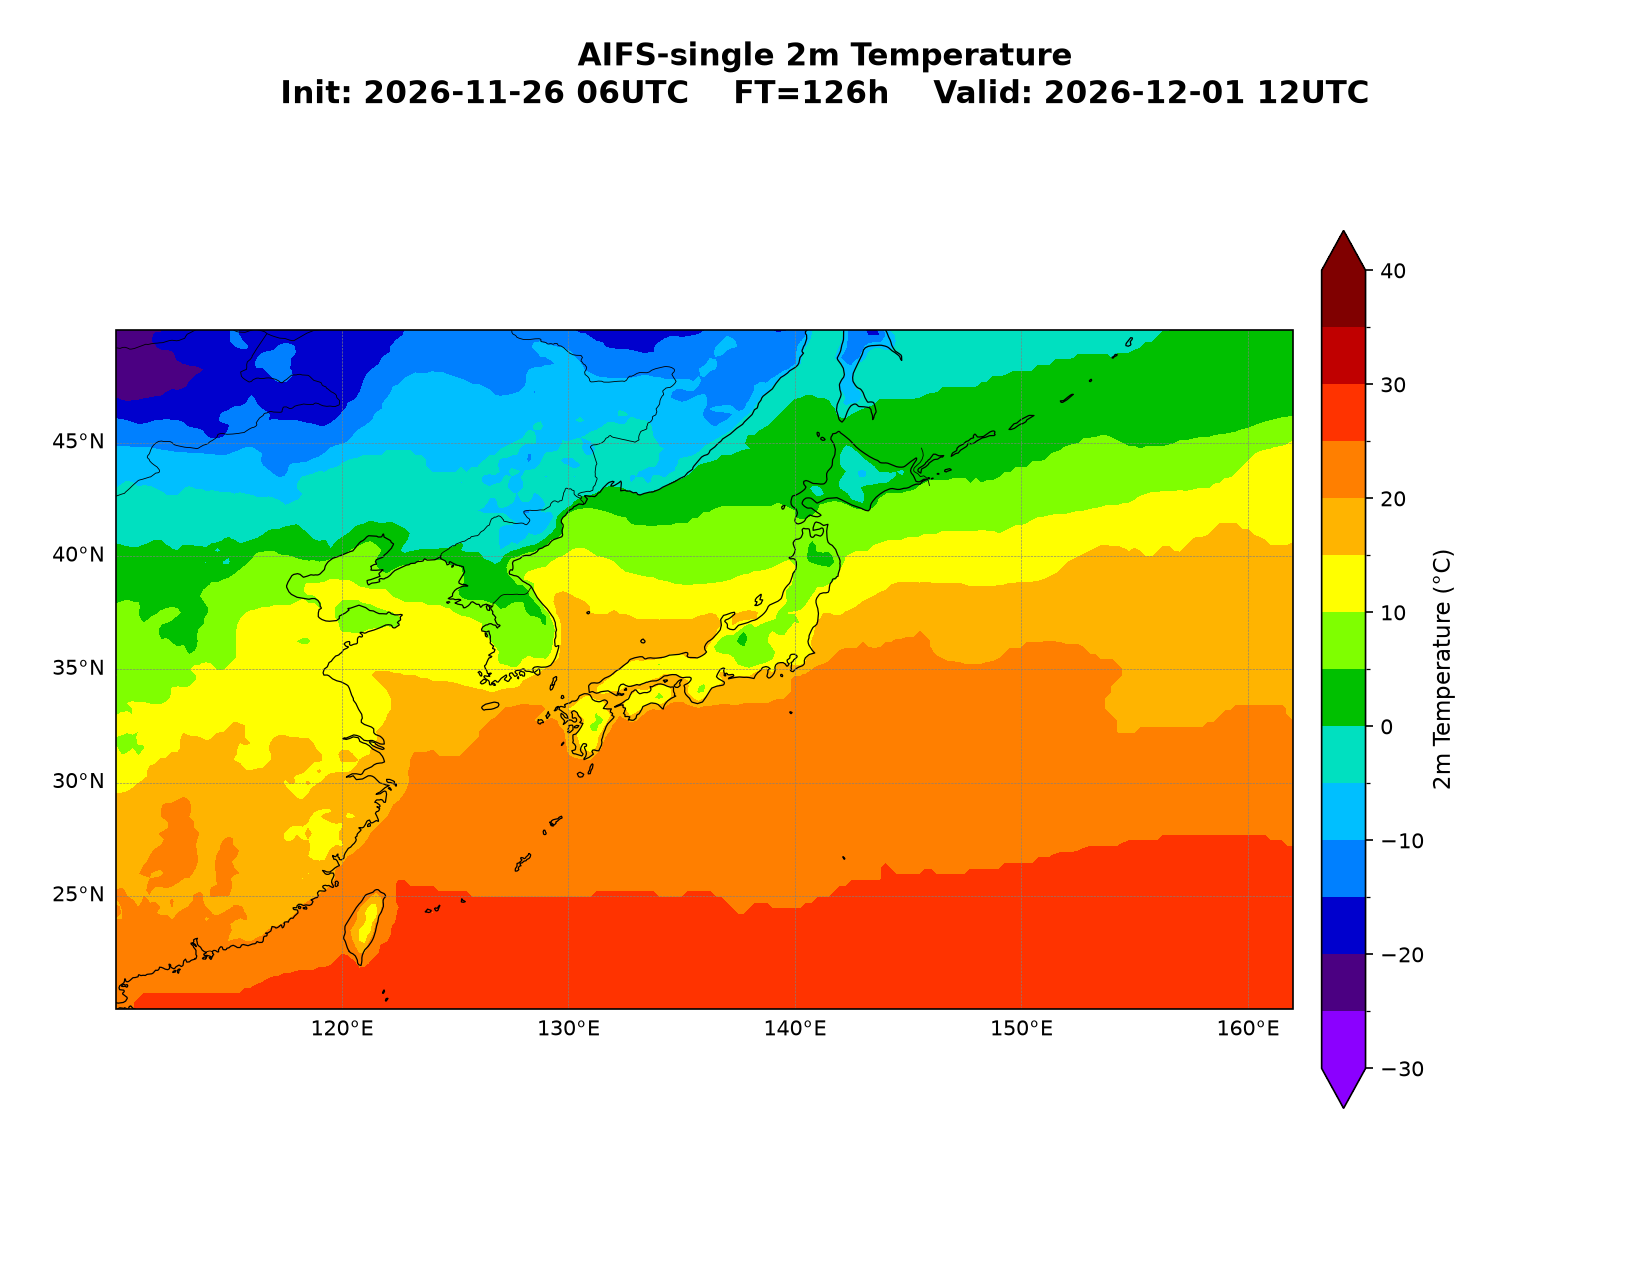 AIFS-single 2m Temperature
Init: 2026-11-26 06UTC    FT=126h    Valid: 2026-12-01 12UTC
45°N
40°N
35°N
30°N
25°N
120°E
130°E
140°E
150°E
160°E
40
30
20
10
0
−10
−20
−30
2m Temperature (°C)